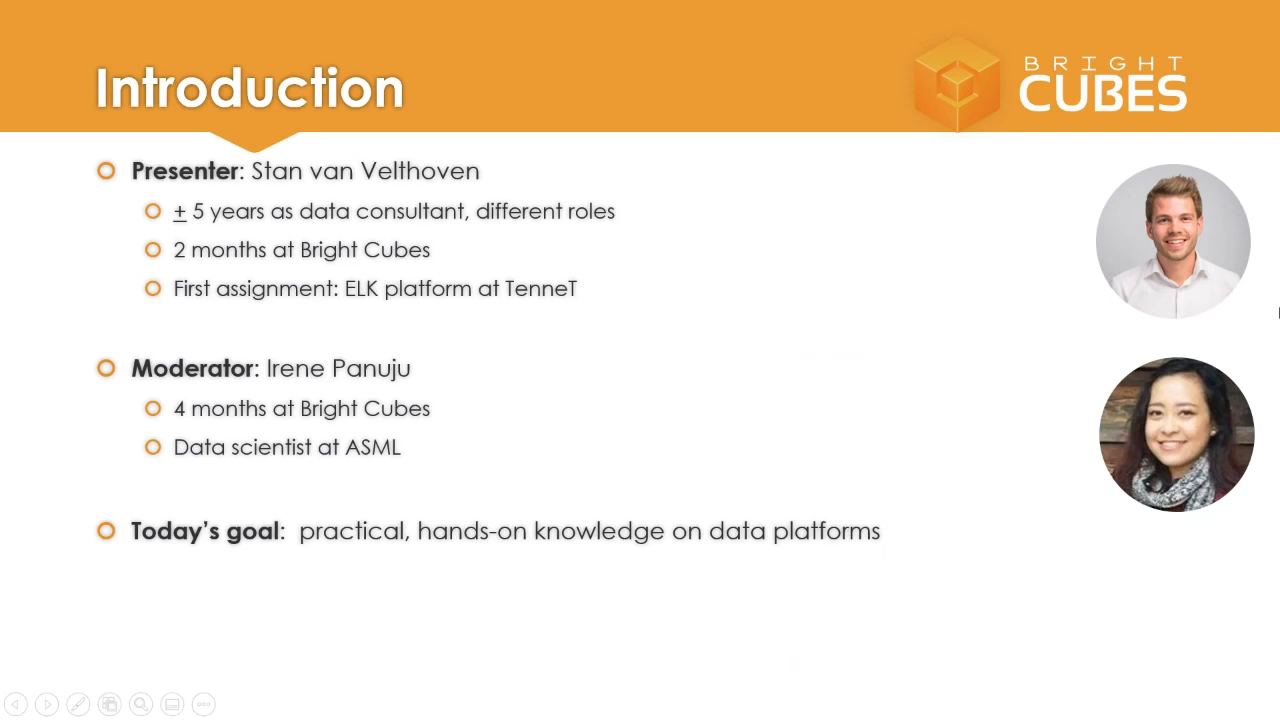 Introduction
BRIGHT
CUBES
Presenter: Stan van Velthoven
± 5 years as data consultant, different roles
2 months at Bright Cubes
First assignment: ELK platform at TenneT
Moderator: Irene Panuju
4 months at Bright Cubes
Data scientist at ASML
Today’s goal:  practical, hands-on knowledge on data platforms